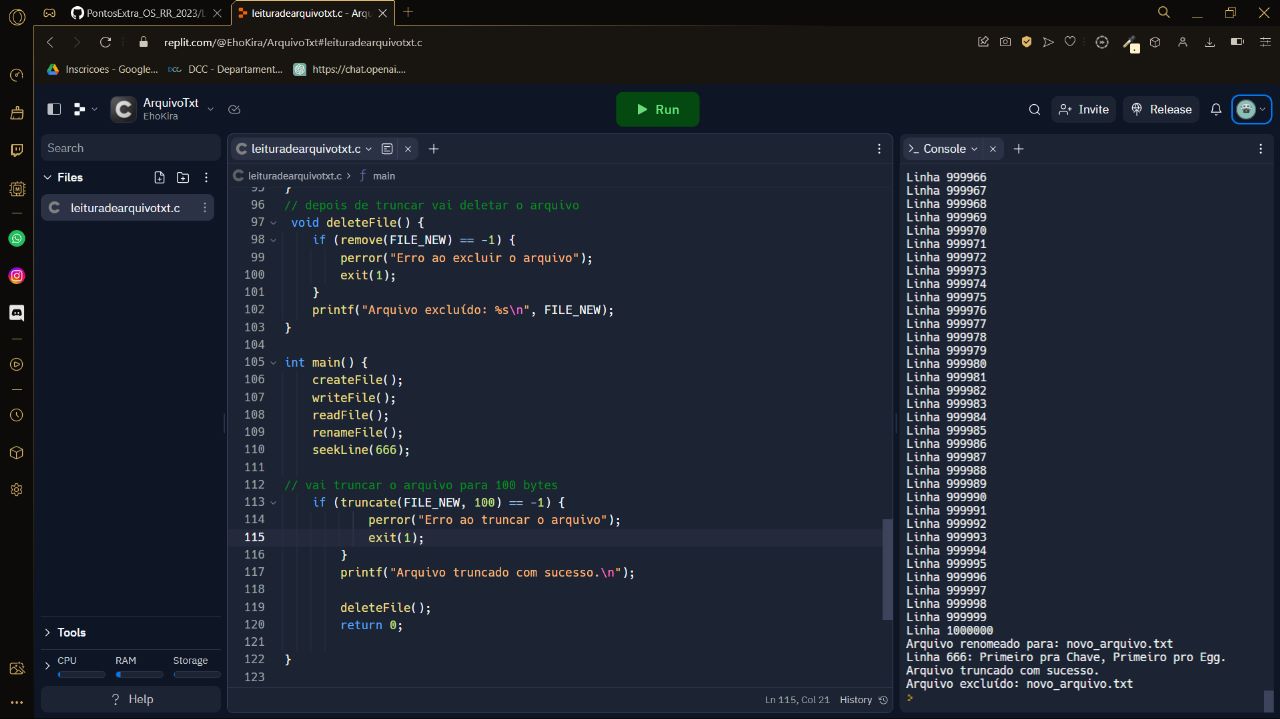 PontosExtra_OS_RR_2023/L
leituradearquivotxt.c - Arqu
replit.com/@EhoKira/ArquivoTxt#leituradearquivotxt.c
Inscricoes - Google...
DCC - Departament...
https://chat.openai....
ArquivoTxt
EhoKira
Run
Invite
Release
Search
Files
leituradearquivotxt.c
Tools
CPU
RAM
Storage
? Help
leituradearquivotxt.c
leituradearquivotxt.c > f main
95 }
96 // depois de truncar vai deletar o arquivo
97 void deleteFile() {
98 if (remove(FILE_NEW) == -1) {
99 perror("Erro ao excluir o arquivo");
100 exit(1);
101 }
102 printf("Arquivo excluído: %s\n", FILE_NEW);
103 }
104
105 int main() {
106 createFile();
107 writeFile();
108 readFile();
109 renameFile();
110 seekLine(666);
111
112 // vai truncar o arquivo para 100 bytes
113 if (truncate(FILE_NEW, 100) == -1) {
114 perror("Erro ao truncar o arquivo");
115 exit(1);
116 }
117 printf("Arquivo truncado com sucesso.\n");
118
119 deleteFile();
120 return 0;
121
122 }
123
Ln 115, Col 21 History
Console
Linha 999966
Linha 999967
Linha 999968
Linha 999969
Linha 999970
Linha 999971
Linha 999972
Linha 999973
Linha 999974
Linha 999975
Linha 999976
Linha 999977
Linha 999978
Linha 999979
Linha 999980
Linha 999981
Linha 999982
Linha 999983
Linha 999984
Linha 999985
Linha 999986
Linha 999987
Linha 999988
Linha 999989
Linha 999990
Linha 999991
Linha 999992
Linha 999993
Linha 999994
Linha 999995
Linha 999996
Linha 999997
Linha 999998
Linha 999999
Linha 1000000
Arquivo renomeado para: novo_arquivo.txt
Linha 666: Primeiro pra Chave, Primeiro pro Egg.
Arquivo truncado com sucesso.
Arquivo excluído: novo_arquivo.txt